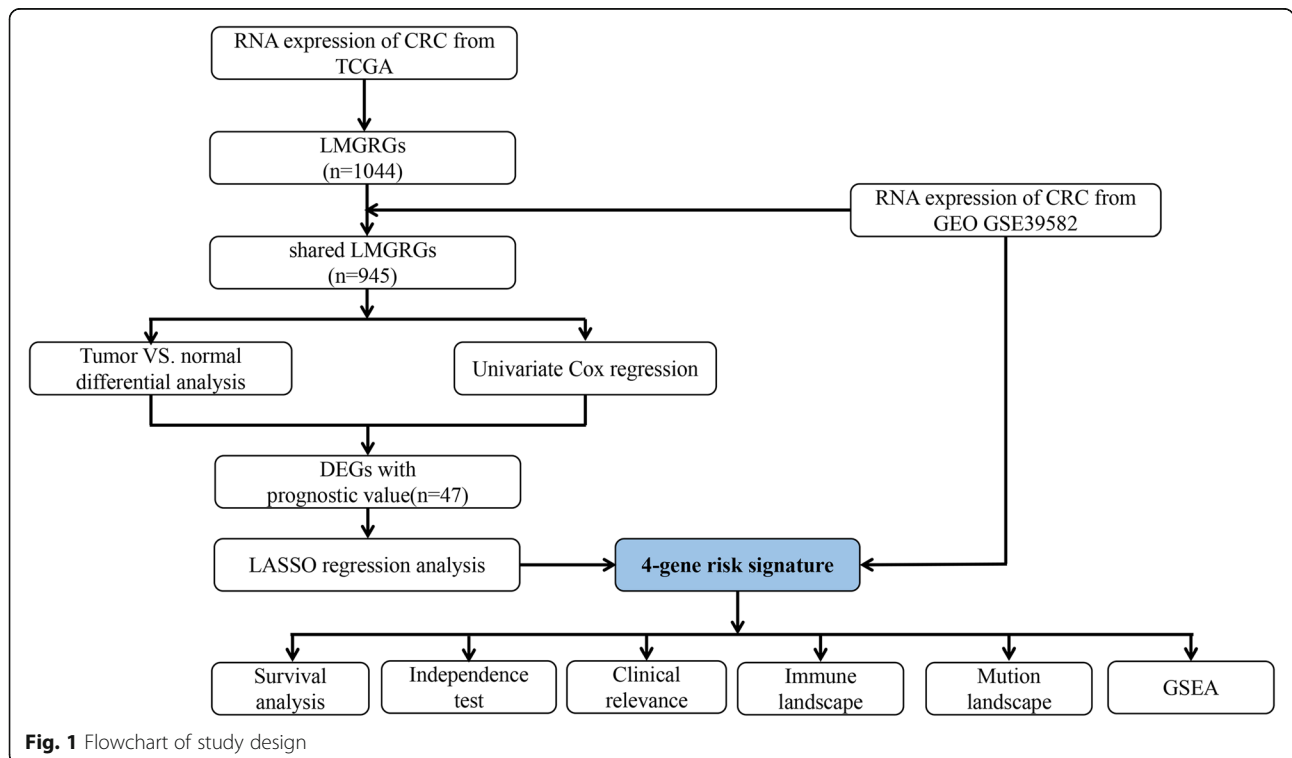 RNA expression of CRC from
TCGA
LMGRGs
(n=1044)
RNA expression of CRC from
GEO GSE39582
shared LMGRGs
(n=945)
Tumor VS. normal
differential analysis
Univariate Cox regression
DEGs with
prognostic value(n=47)
LASSO regression analysis
4-gene risk signature
Survival
analysis
Independence
test
Clinical
relevance
Immune
landscape
Mution
landscape
GSEA
Fig. 1 Flowchart of study design